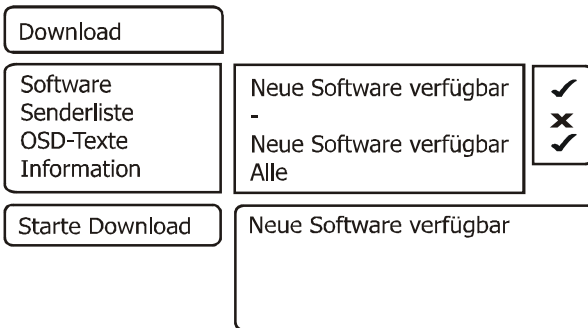 Download
Software Neue Software verfügbar ✓
Senderliste - ✗
OSD-Texte Neue Software verfügbar ✓
Information Alle
Starte Download Neue Software verfügbar